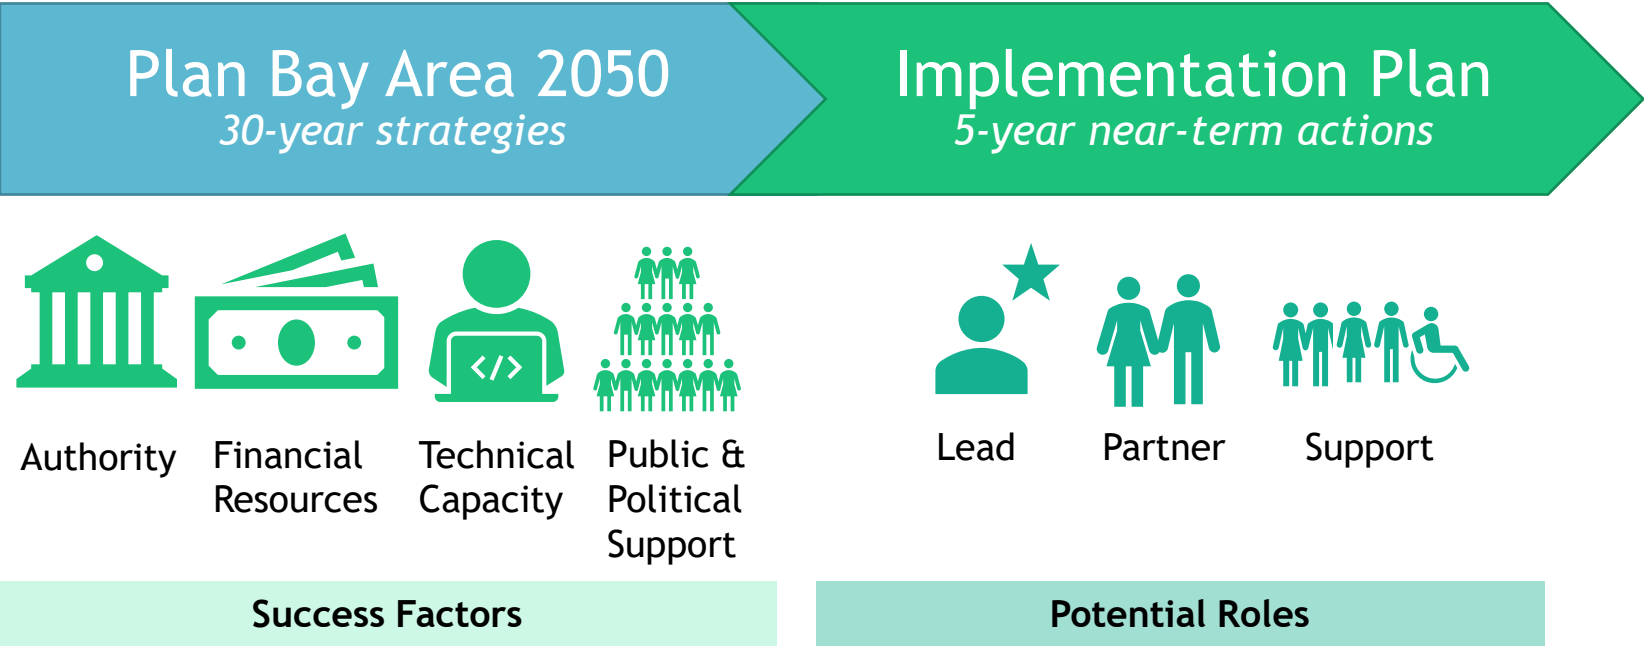 Plan Bay Area 2050
30-year strategies
Implementation Plan
5-year near-term actions
</>
Authority
Financial
Resources
Technical
Capacity
Public &
Political
Support
Lead
Partner
Support
Success Factors
Potential Roles